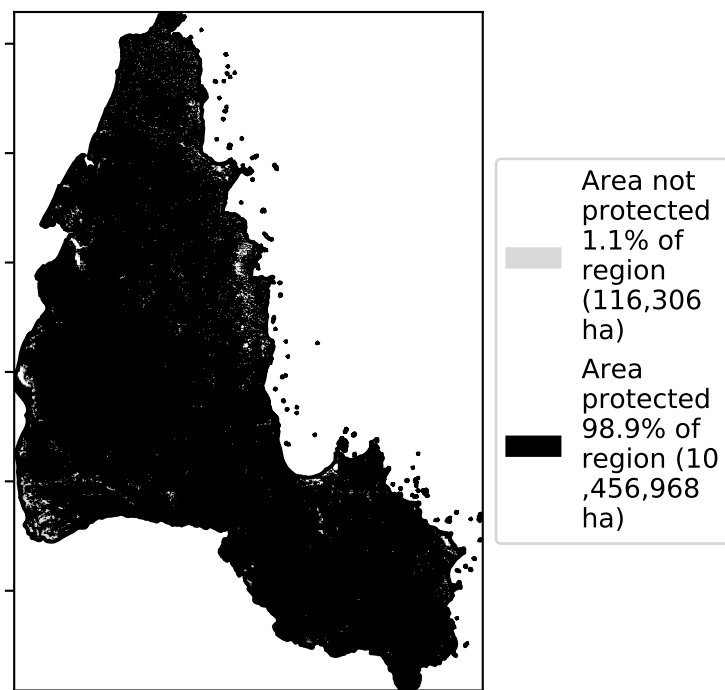 Area not
protected
1.1% of
region
(116,306
ha)
Area
protected
98.9% of
region (10
,456,968
ha)